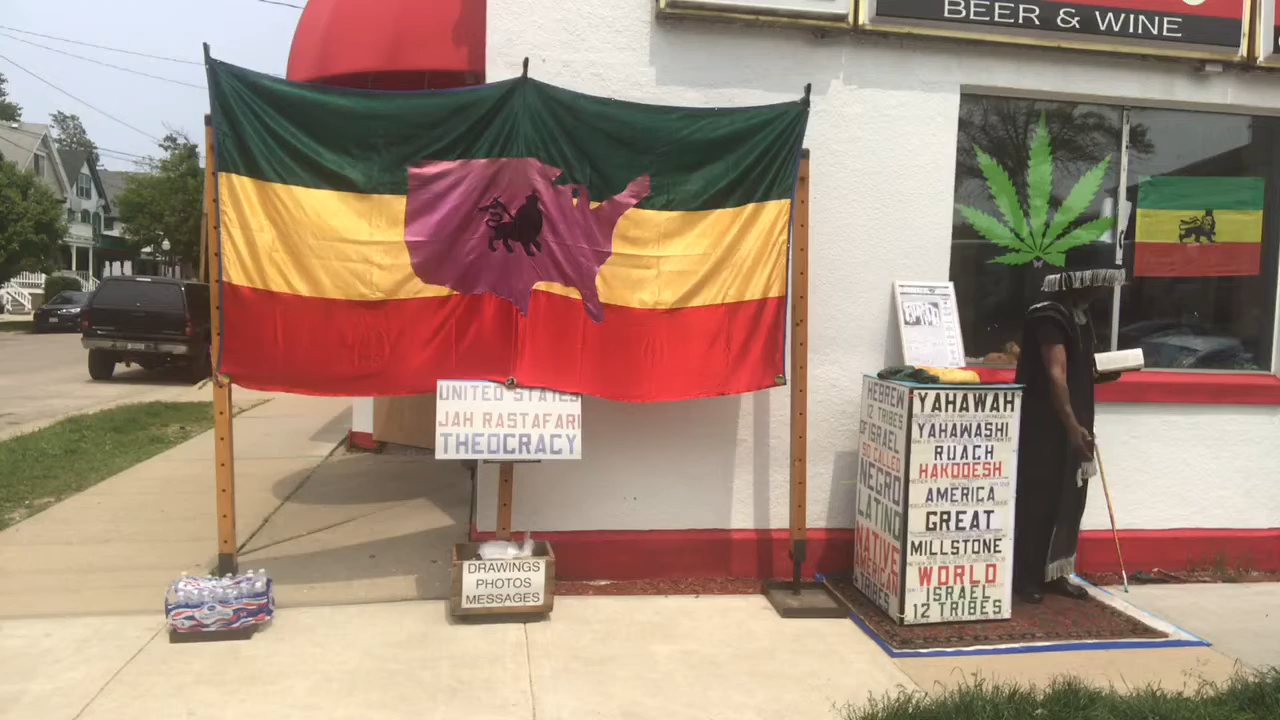 BEER & WINE
UNITED STATES
JAH RASTAFARI
THEOCRACY
DRAWINGS
PHOTOS
MESSAGES
HEBREW
12 TRIBES
OF ISRAEL
SO CALLED
NEGRO
LATINO
NATIVE
AMERICAN
TRIBES
YAHAWAH
YAHAWASHI
RUACH
HAKODESH
AMERICA
GREAT
MILLSTONE
WORLD
ISRAEL
12 TRIBES